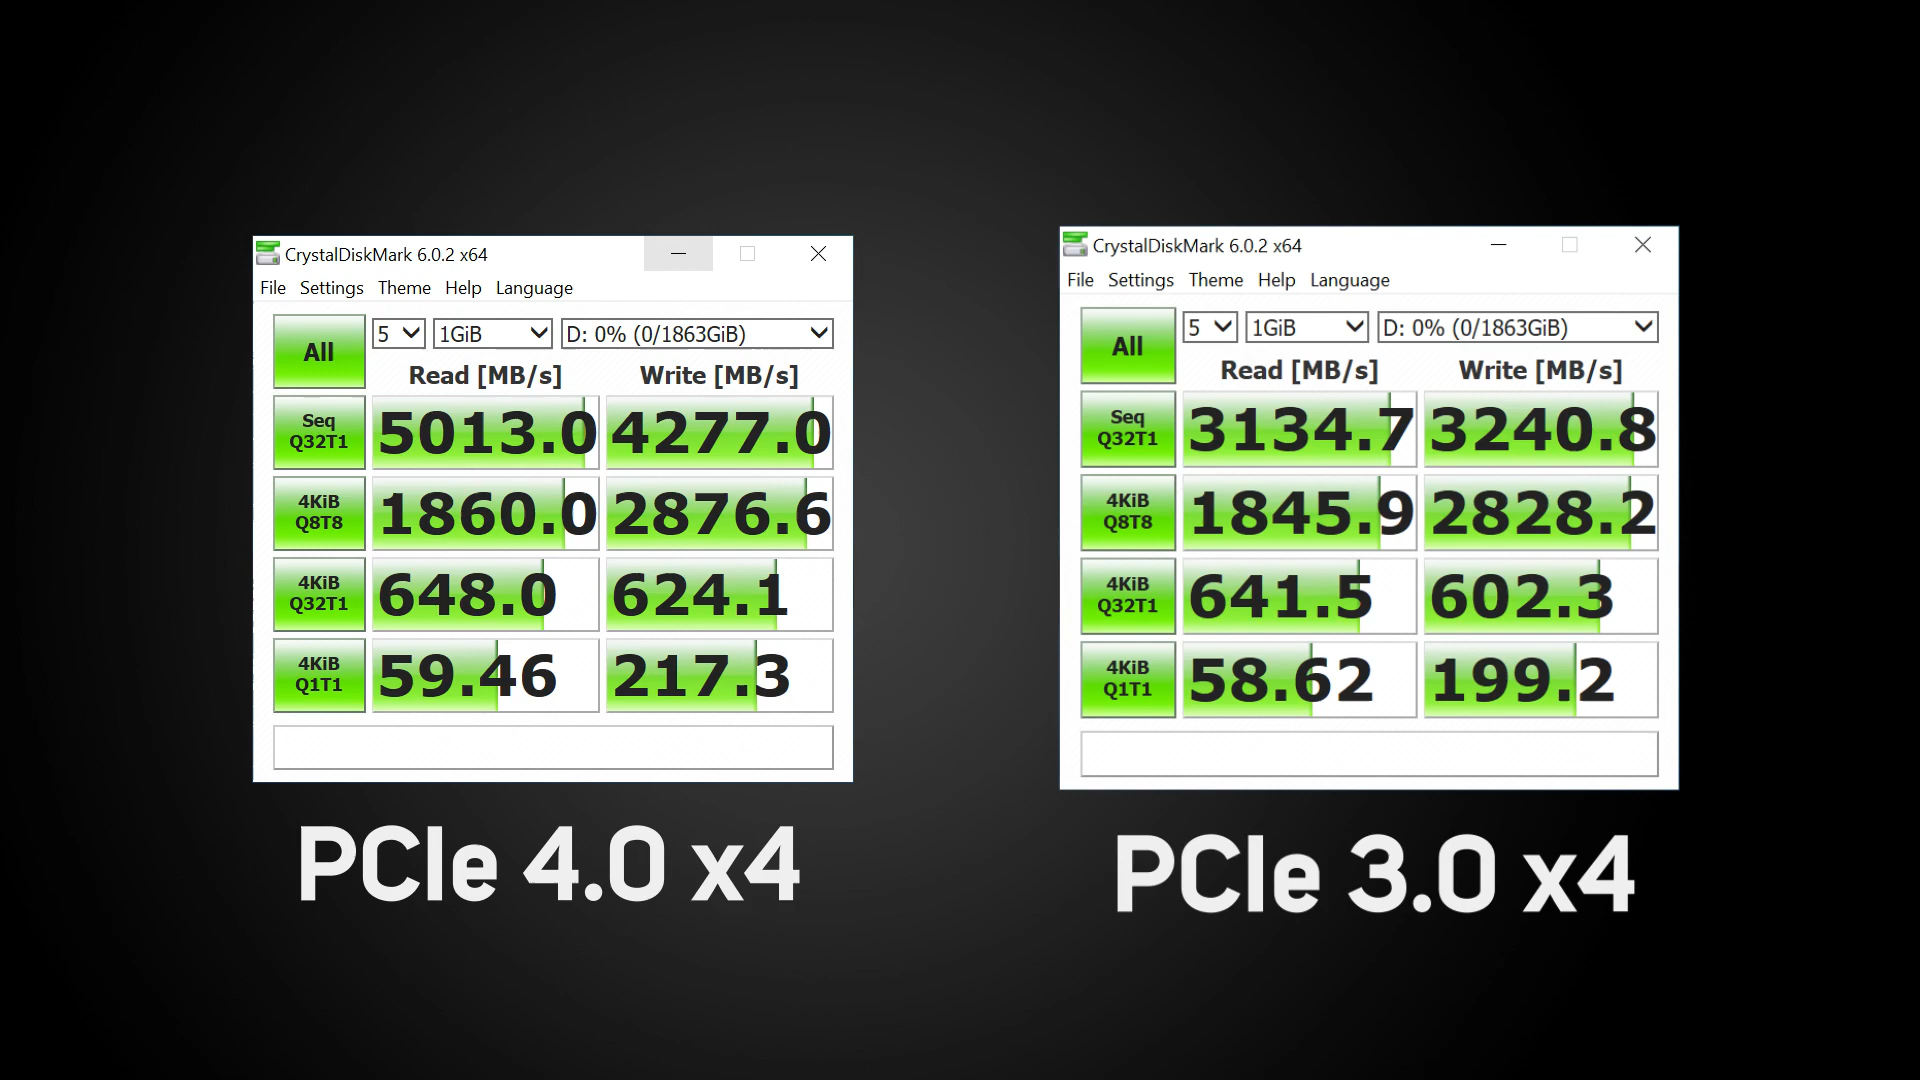 CrystalDiskMark 6.0.2 x64
File Settings Theme Help Language
All 5 1GiB D: 0% (0/1863GiB)
Read [MB/s] Write [MB/s]
Seq
Q32T1 5013.0 4277.0
4KiB
Q8T8 1860.0 2876.6
4KiB
Q32T1 648.0 624.1
4KiB
Q1T1 59.46 217.3
PCIe 4.0 x4
CrystalDiskMark 6.0.2 x64
File Settings Theme Help Language
All 5 1GiB D: 0% (0/1863GiB)
Read [MB/s] Write [MB/s]
Seq
Q32T1 3134.7 3240.8
4KiB
Q8T8 1845.9 2828.2
4KiB
Q32T1 641.5 602.3
4KiB
Q1T1 58.62 199.2
PCIe 3.0 x4